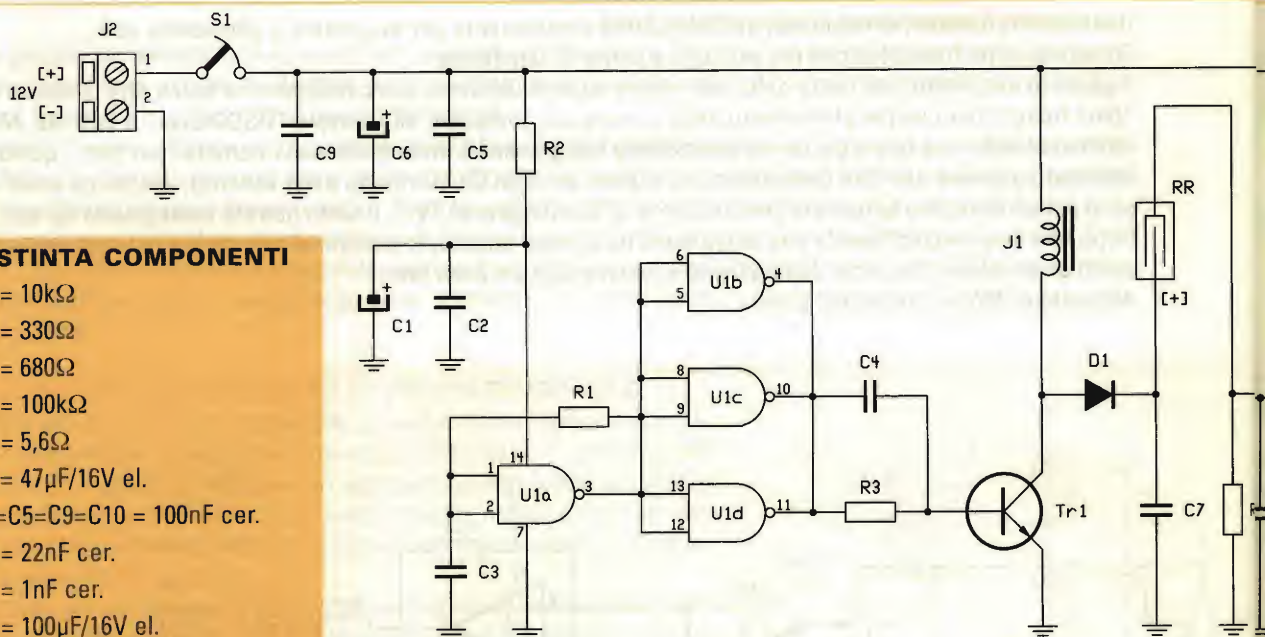 J2
S1
[+]
12V
[-]
1
2
C9
C6
+
C5
R2
STINTA COMPONENTI
= 10kΩ
= 330Ω
= 680Ω
= 100kΩ
= 5,6Ω
= 47µF/16V el.
=C5=C9=C10 = 100nF cer.
= 22nF cer.
= 1nF cer.
= 100µF/16V el.
C1
+
C2
R1
1
2
14
U1a
3
7
C3
6
5
U1b
4
8
9
U1c
10
13
12
U1d
11
C4
R3
Tr1
J1
D1
RR
[+]
C7